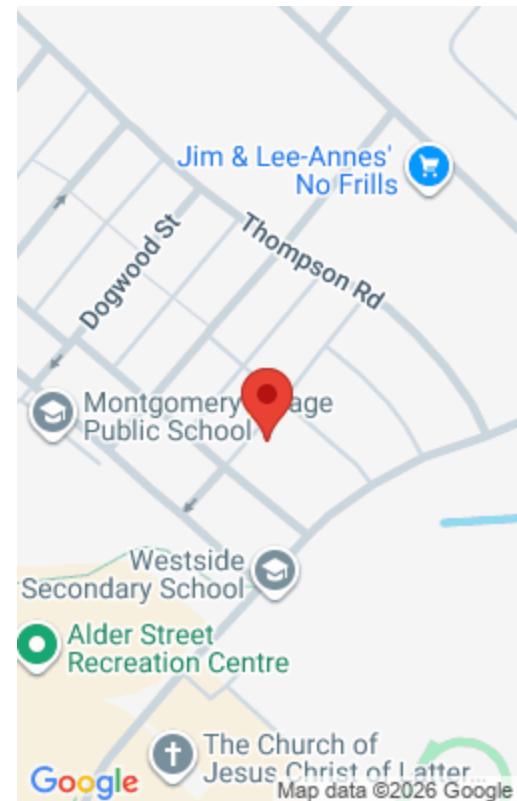 Jim & Lee-Annes'
No Frills
Thompson Rd
Dogwood St
Montgomery
age
Public School
Westside
Secondary School
Alder Street
Recreation Centre
The Church of
Jesus Christ of Latter...
Google
Map data ©2026 Google